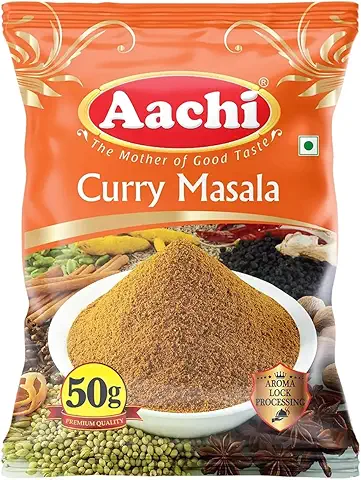 Aachi®
The Mother of Good Taste
Curry Masala
50g
PREMIUM QUALITY
AROMA
LOCK
PROCESSING